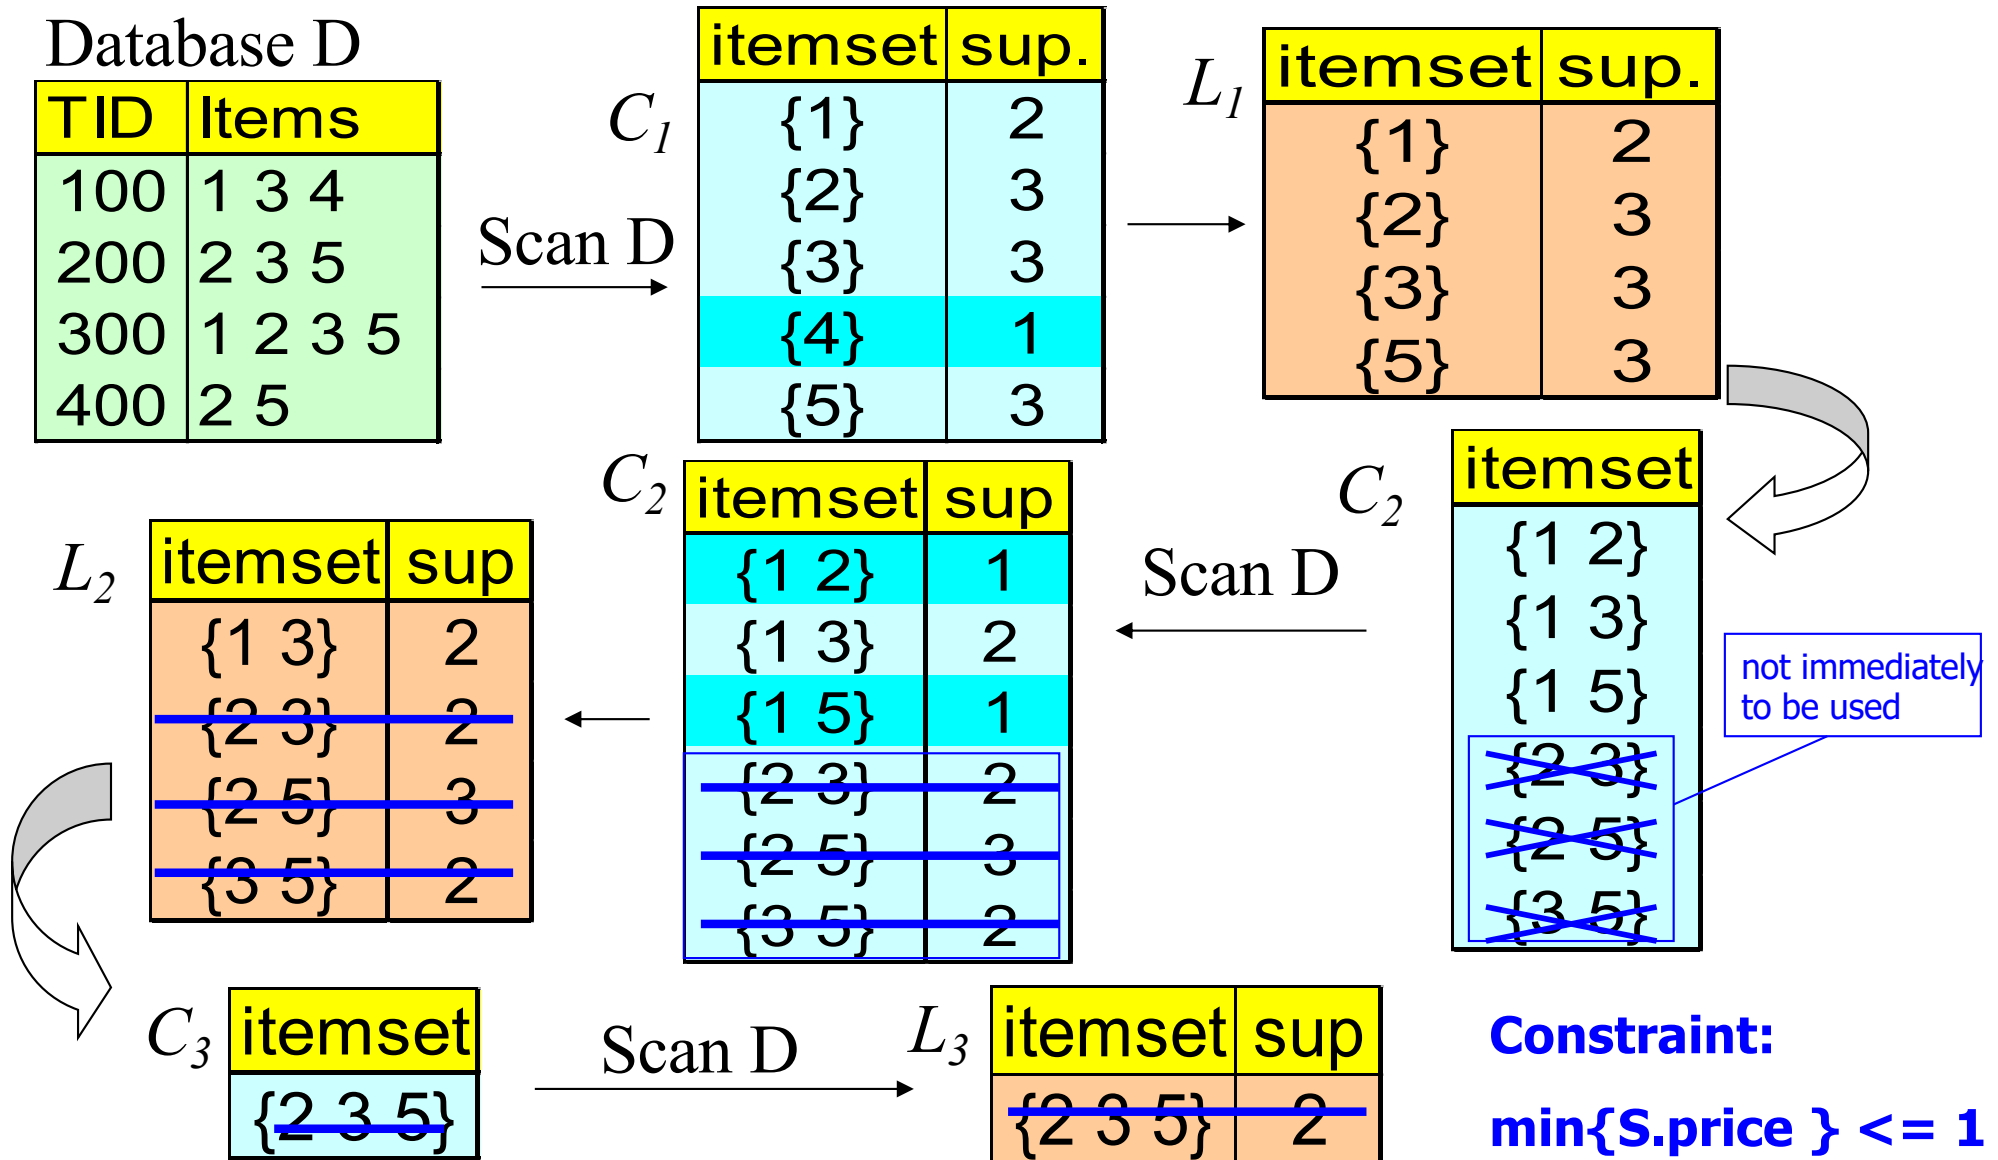 Database D
TID Items
100 1 3 4
200 2 3 5
300 1 2 3 5
400 2 5
Scan D
C1
itemset sup.
{1} 2
{2} 3
{3} 3
{4} 1
{5} 3
L1
itemset sup.
{1} 2
{2} 3
{3} 3
{5} 3
C2
itemset
{1 2}
{1 3}
{1 5}
{2 3}
{2 5}
{3 5}
not immediately
to be used
Scan D
C2
itemset sup
{1 2} 1
{1 3} 2
{1 5} 1
{2 3} 2
{2 5} 3
{3 5} 2
L2
itemset sup
{1 3} 2
{2 3} 2
{2 5} 3
{3 5} 2
C3
itemset
{2 3 5}
Scan D
L3
itemset sup
{2 3 5} 2
Constraint:
min{S.price } <= 1